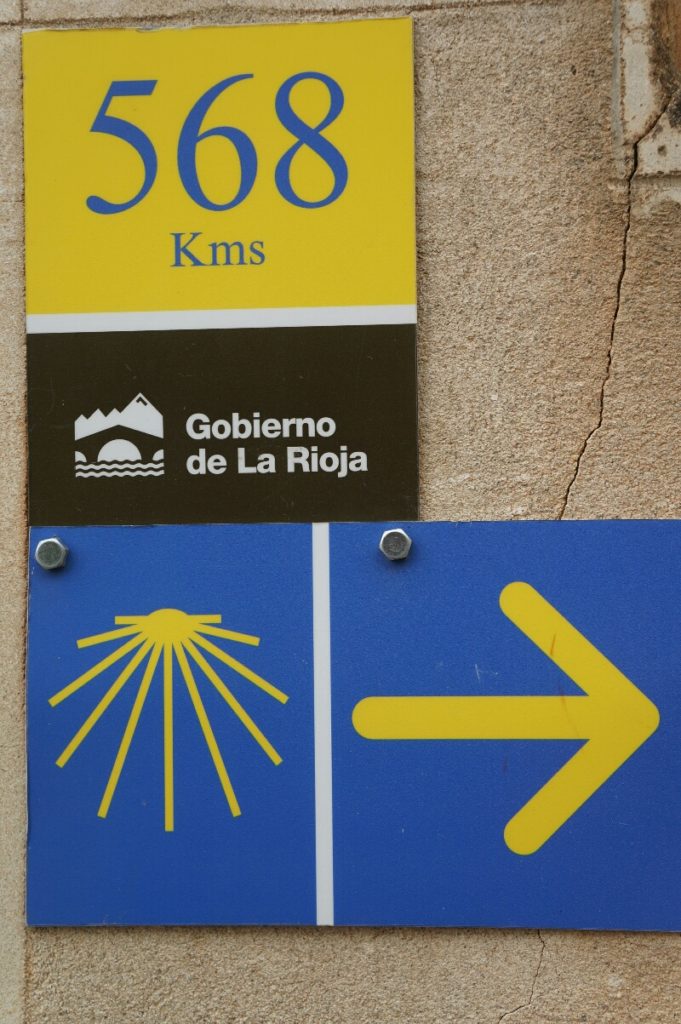 568
Kms
Gobierno
de La Rioja